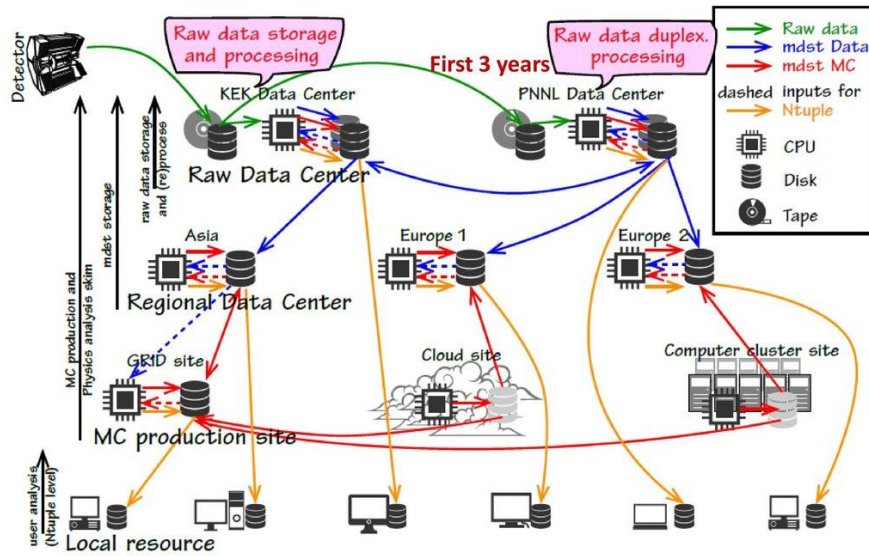 Detector
Raw data storage
and processing
First 3 years
Raw data duplex.
processing
Raw data
mdst Data
mdst MC
dashed inputs for
Ntuple
CPU
Disk
Tape
KEK Data Center
PNNL Data Center
Raw Data Center
raw data storage
and (re)process
mdst storage
MC production and
Physics analysis skim
Asia
Europe 1
Europe 2
Regional Data Center
GRID site
Cloud site
Computer cluster site
MC production site
user analysis
(Ntuple level)
Local resource